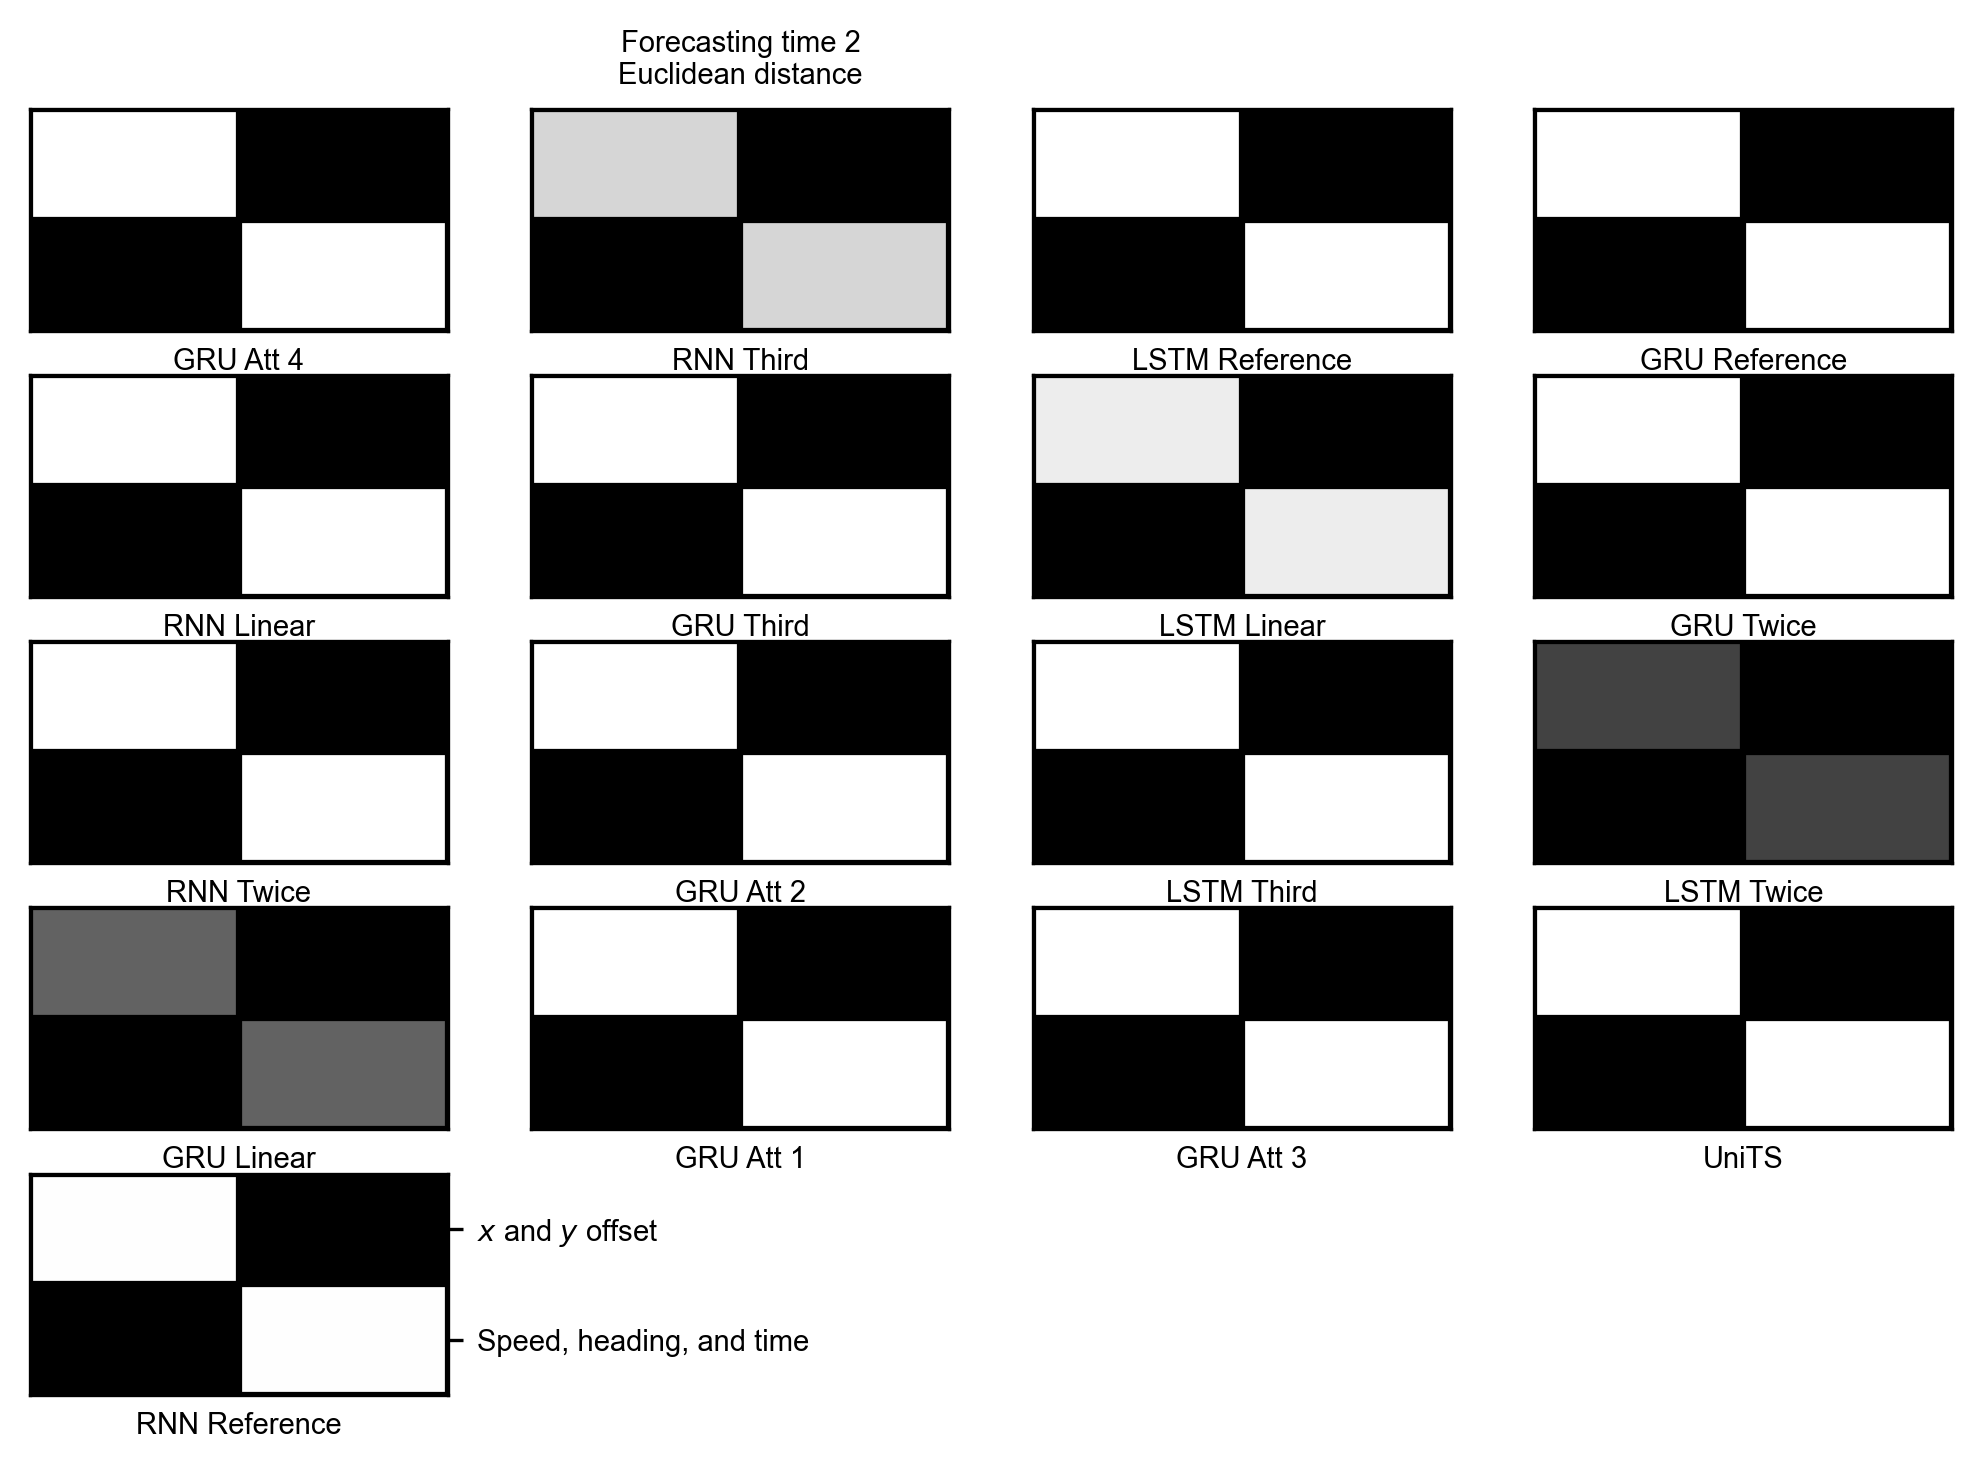 Forecasting time 2
Euclidean distance
GRU Att 4
RNN Third
LSTM Reference
GRU Reference
RNN Linear
GRU Third
LSTM Linear
GRU Twice
RNN Twice
GRU Att 2
LSTM Third
LSTM Twice
GRU Linear
GRU Att 1
GRU Att 3
UniTS
x and y offset
Speed, heading, and time
RNN Reference